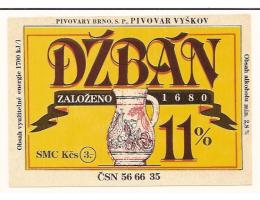 PIVOVARY BRNO, S. P., PIVOVAR VYŠKOV
DŽBÁN
ZALOŽENO 1680
11%
SMC Kčs 3,-
ČSN 56 66 35
Obsah využitelné energie 1700 kJ/l
Obsah alkoholu min. 2,8 %